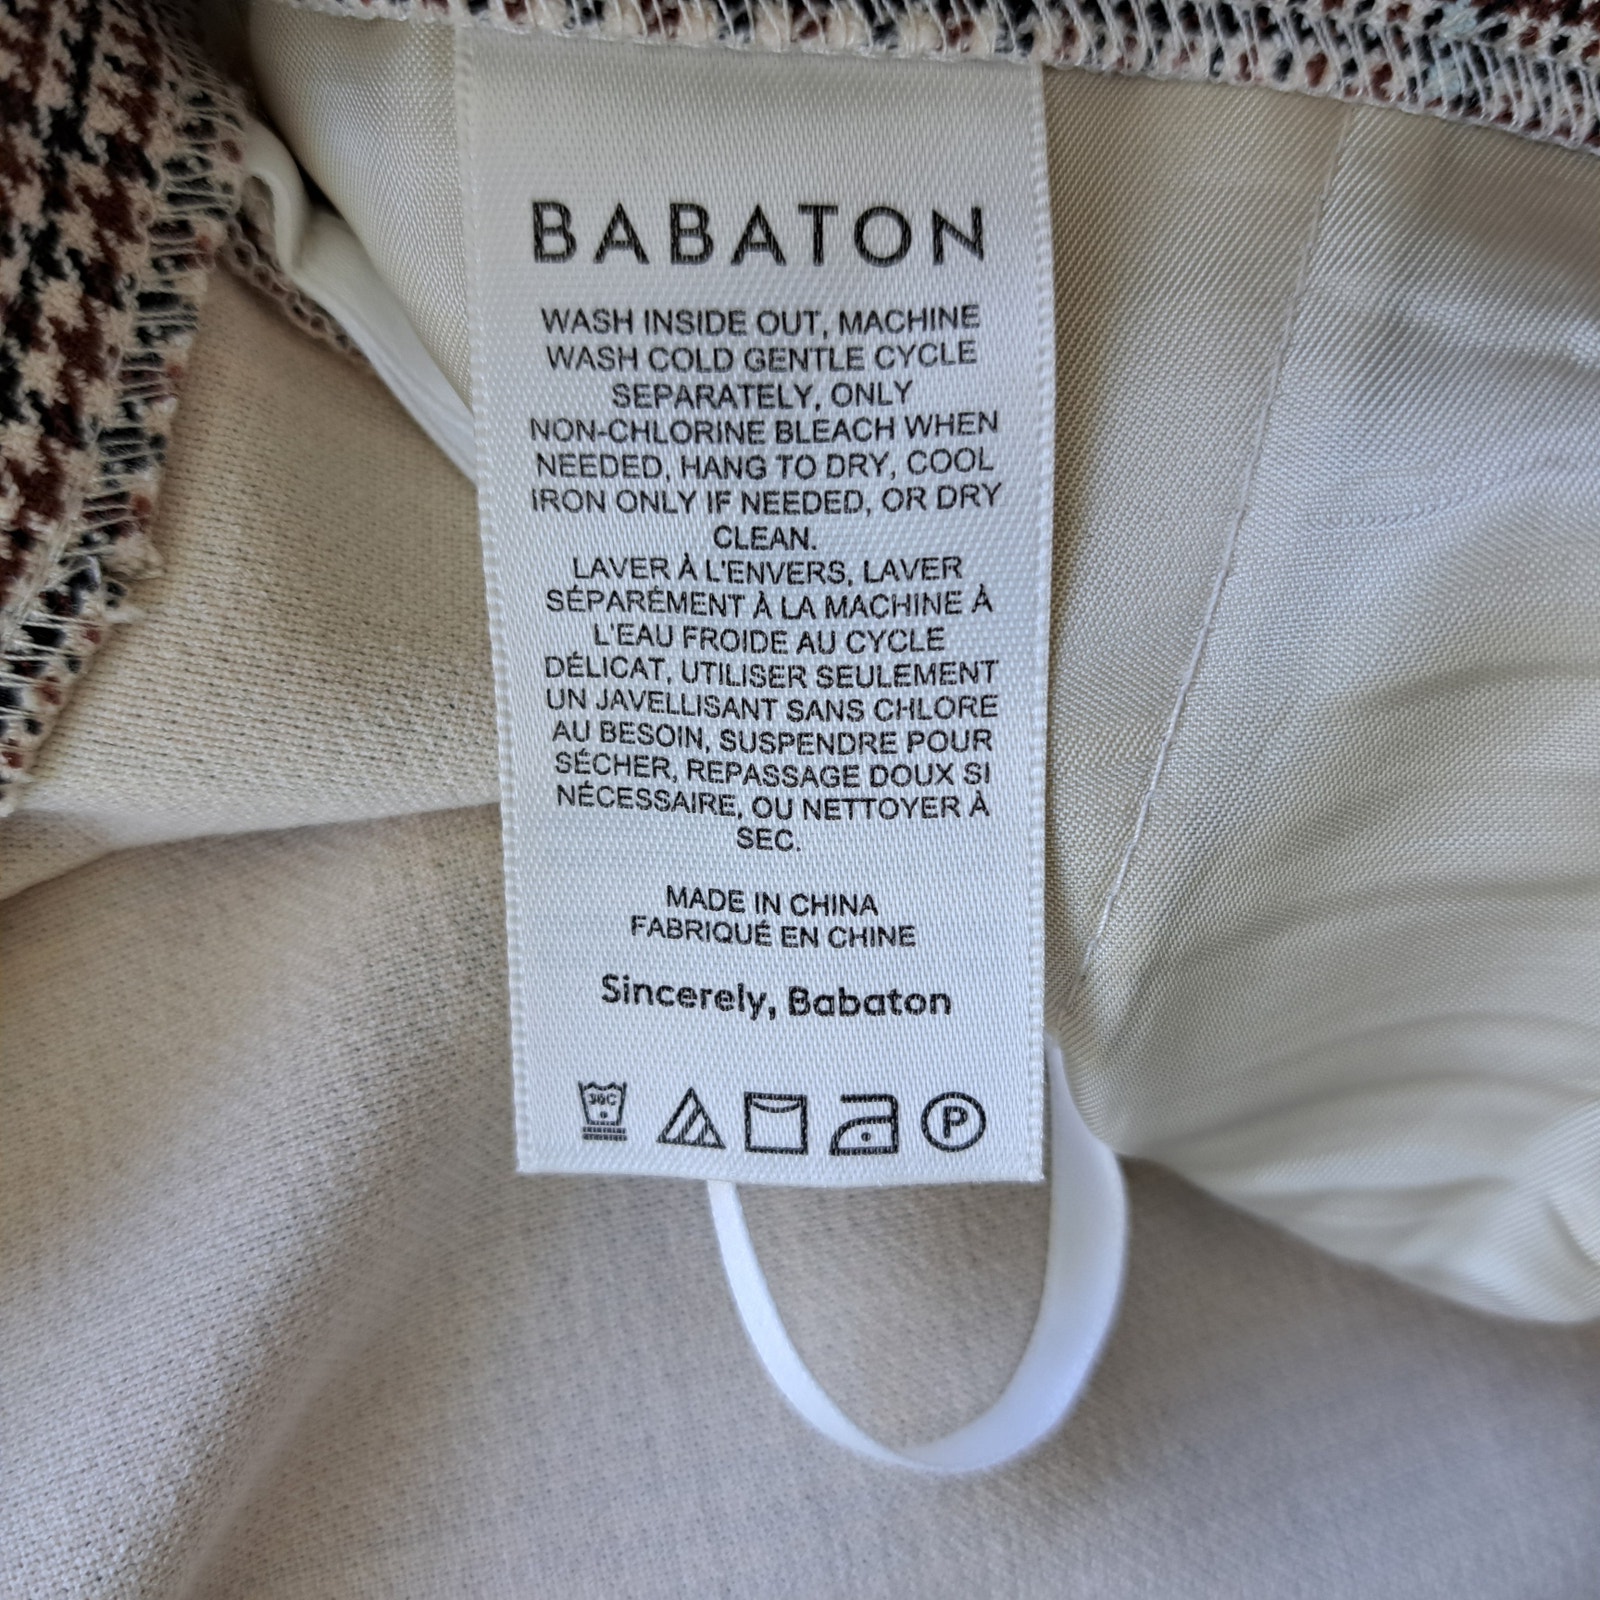 BABATON
WASH INSIDE OUT, MACHINE
WASH COLD GENTLE CYCLE
SEPARATELY, ONLY
NON-CHLORINE BLEACH WHEN
NEEDED, HANG TO DRY, COOL
IRON ONLY IF NEEDED, OR DRY
CLEAN.
LAVER À L'ENVERS, LAVER
SÉPARÉMENT À LA MACHINE À
L'EAU FROIDE AU CYCLE
DÉLICAT, UTILISER SEULEMENT
UN JAVELLISANT SANS CHLORE
AU BESOIN, SUSPENDRE POUR
SÉCHER, REPASSAGE DOUX SI
NÉCESSAIRE, OU NETTOYER À
SEC.
MADE IN CHINA
FABRIQUÉ EN CHINE
Sincerely, Babaton
30C P